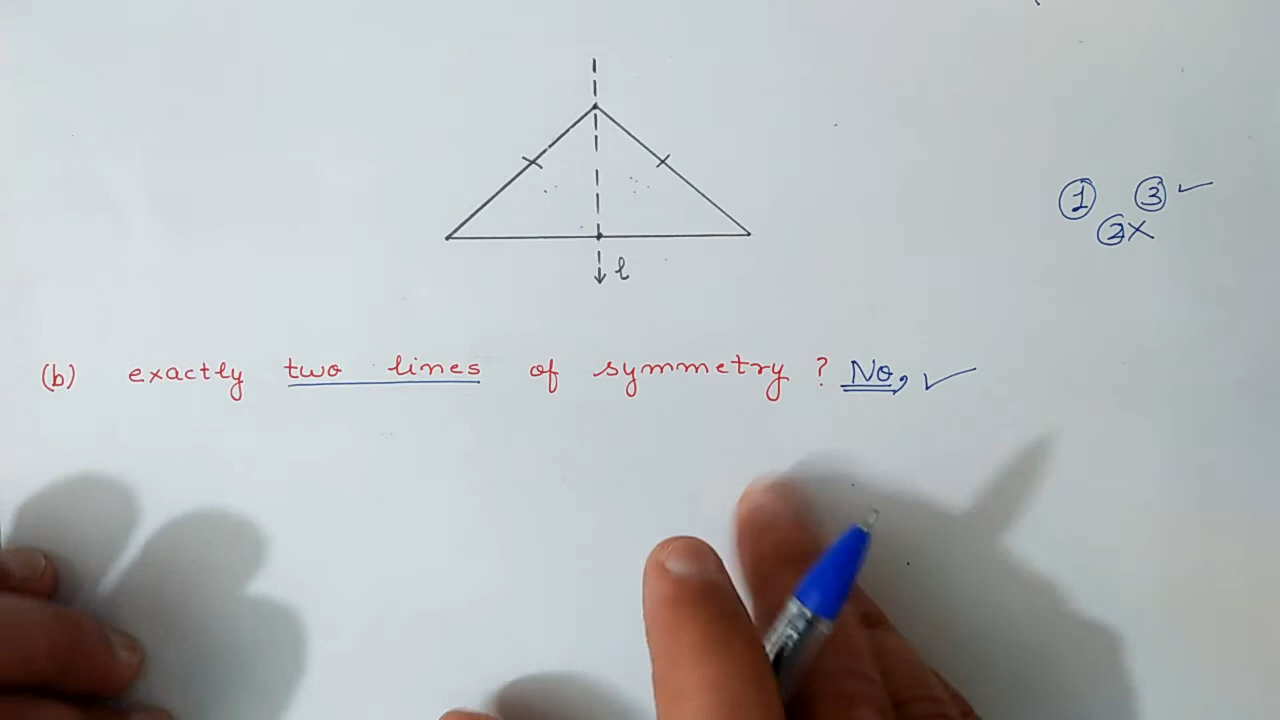 ① ③ ✓
② ✗
l
(b) exactly two lines of symmetry ? No, ✓